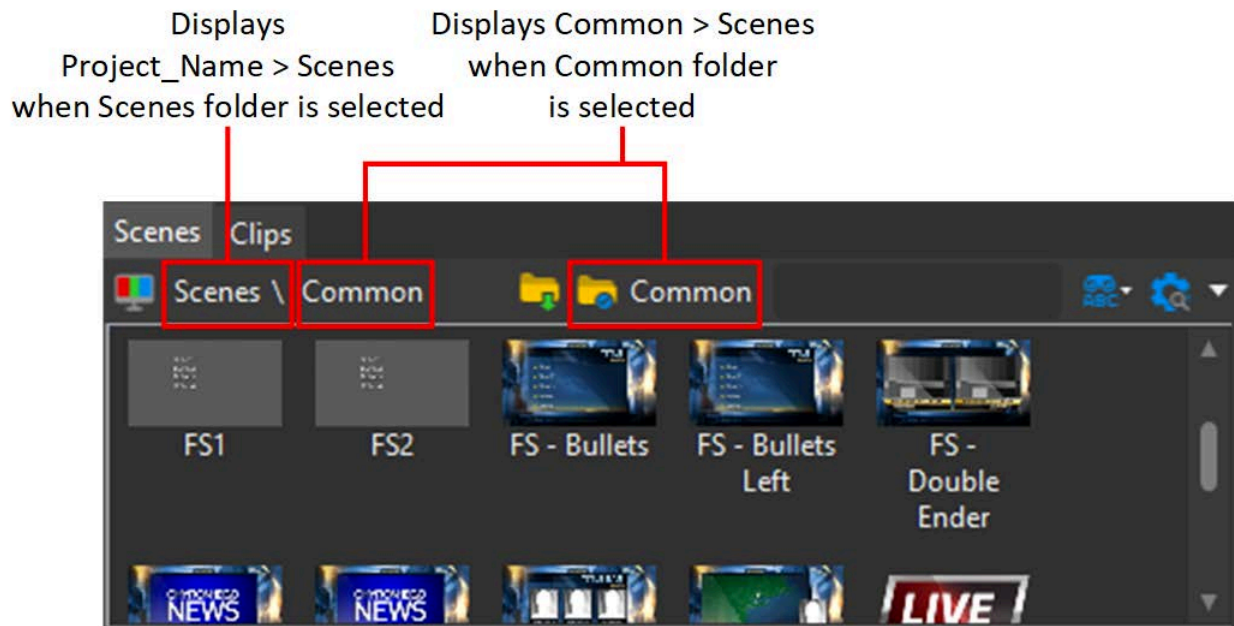 Displays
Project_Name > Scenes
when Scenes folder is selected
Displays Common > Scenes
when Common folder
is selected
Scenes Clips
Scenes \ Common Common
ABC
FS1 FS2 FS - Bullets FS - Bullets Left FS - Double Ender
NEWS NEWS LIVE